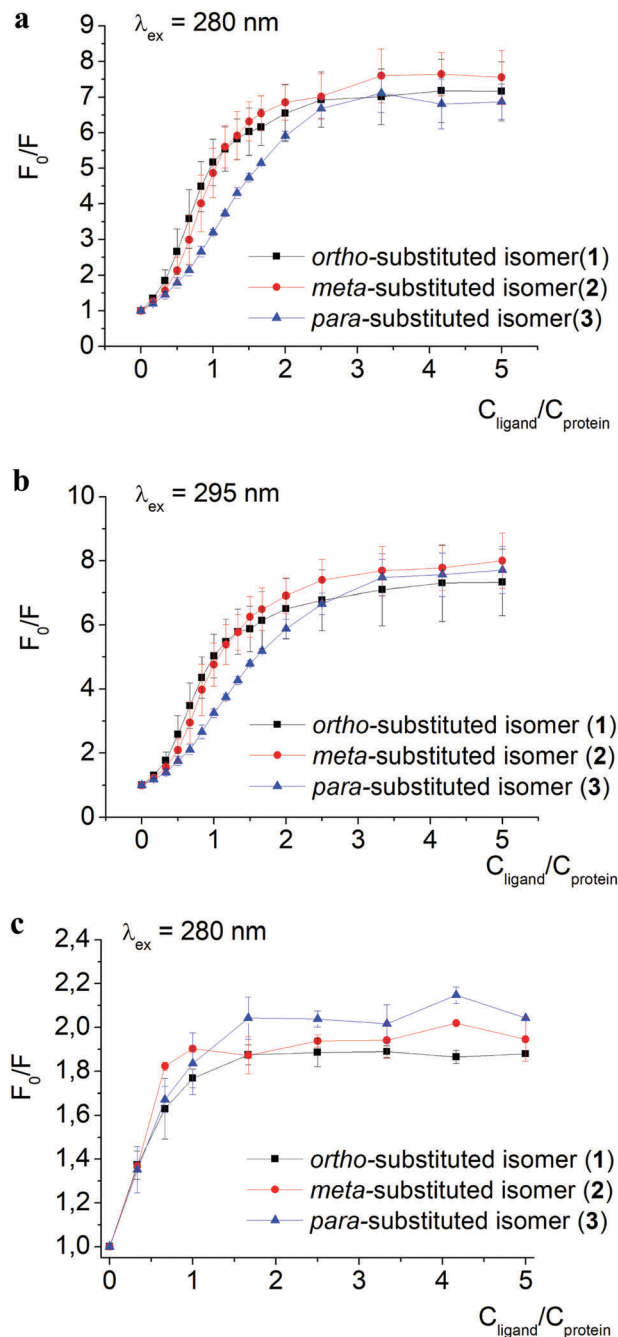 a
λex = 280 nm
9
8
7
6
5
4
3
2
1
0
F0/F
ortho-substituted isomer(1)
meta-substituted isomer(2)
para-substituted isomer(3)
0 1 2 3 4 5
Cligand/Cprotein
b
λex = 295 nm
10
8
6
4
2
0
F0/F
ortho-substituted isomer (1)
meta-substituted isomer (2)
para-substituted isomer (3)
0 1 2 3 4 5
Cligand/Cprotein
c
λex = 280 nm
2,4
2,2
2,0
1,8
1,6
1,4
1,2
1,0
F0/F
ortho-substituted isomer (1)
meta-substituted isomer (2)
para-substituted isomer (3)
0 1 2 3 4 5
Cligand/Cprotein